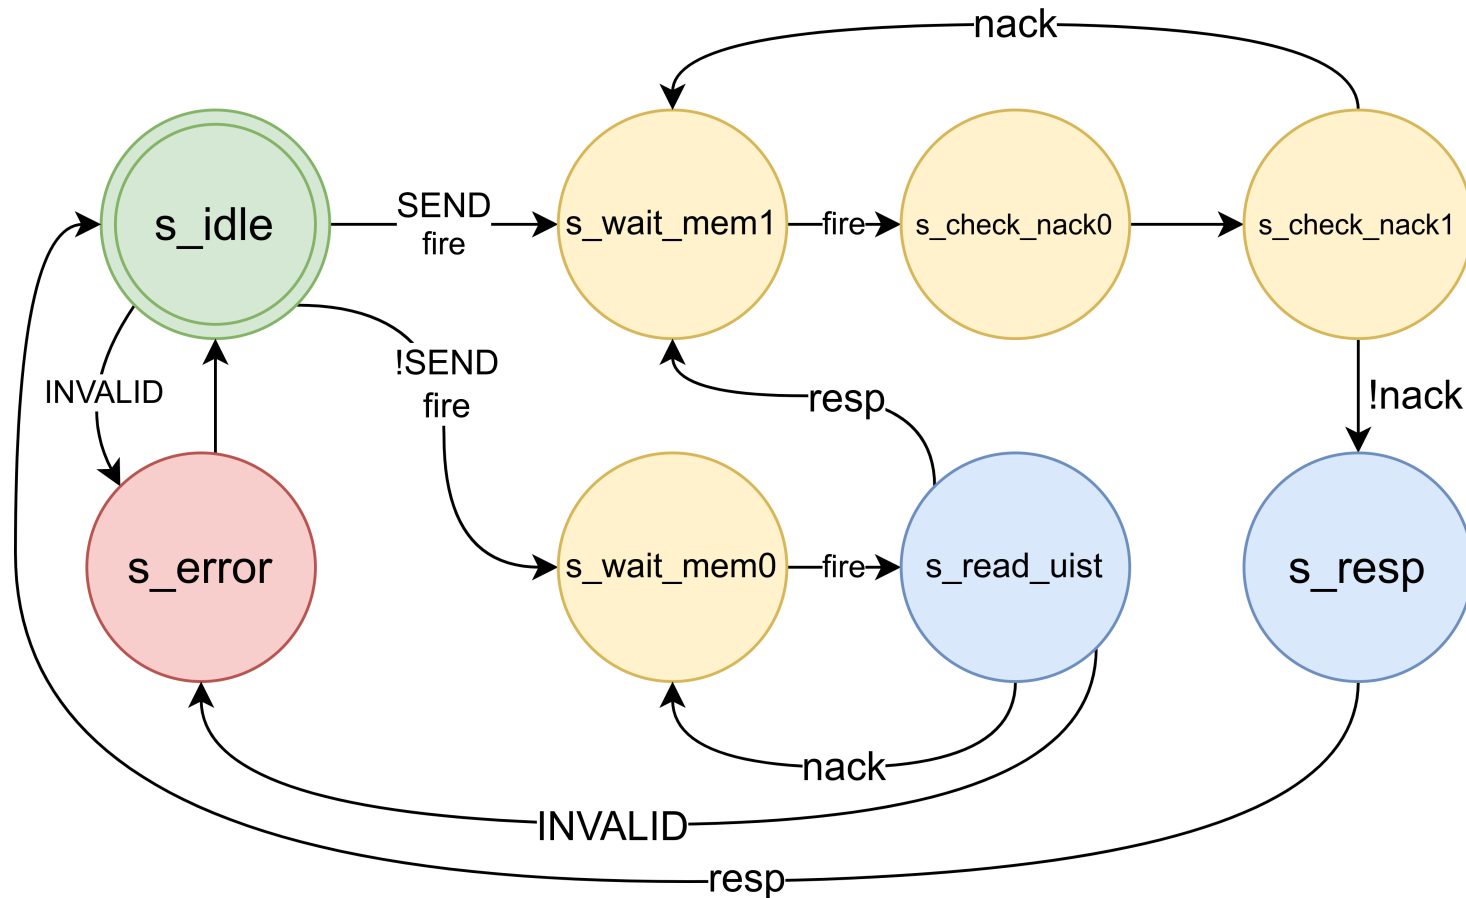 nack
s_idle
SEND
fire
s_wait_mem1
fire
s_check_nack0
s_check_nack1
INVALID
!SEND
fire
resp
!nack
s_error
s_wait_mem0
fire
s_read_uist
s_resp
nack
INVALID
resp